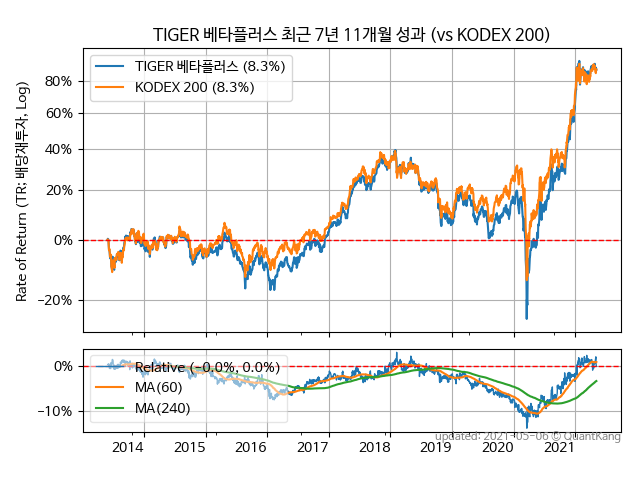 TIGER 베타플러스 최근 7년 11개월 성과 (vs KODEX 200)
Rate of Return (TR: 배당재투자, Log)
TIGER 베타플러스 (8.3%)
KODEX 200 (8.3%)
80%
60%
40%
20%
0%
−20%
Relative (−0.0%, 0.0%)
MA(60)
MA(240)
0%
−10%
2014 2015 2016 2017 2018 2019 2020 2021
updated: 2021-05-06 © QuantKang